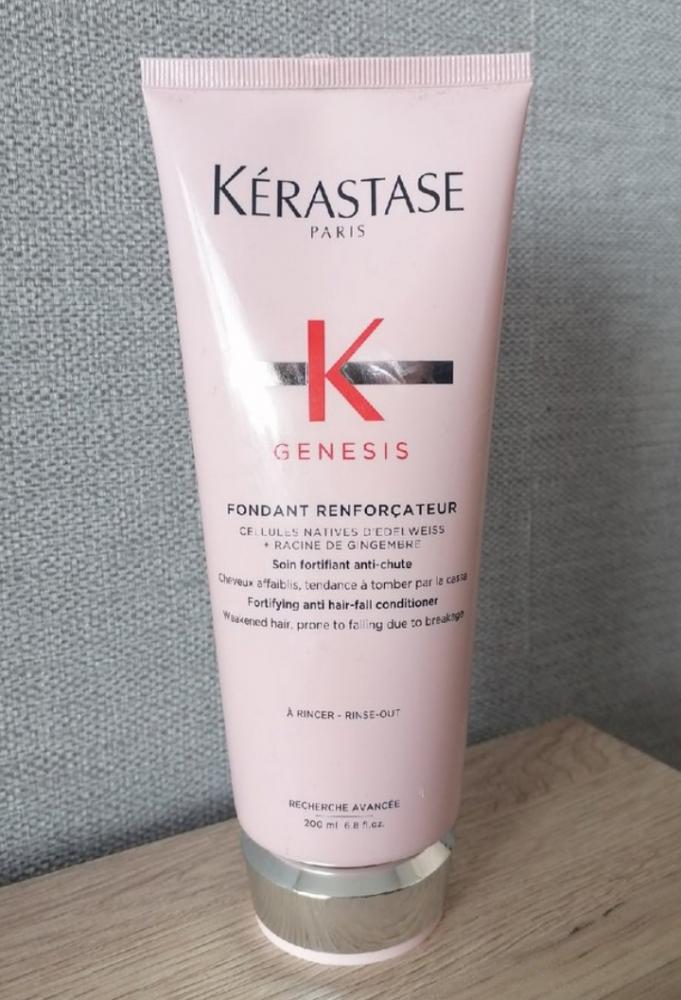 KÉRASTASE
PARIS
K
GENESIS
FONDANT RENFORÇATEUR
CELLULES NATIVES D'EDELWEISS
+ RACINE DE GINGEMBRE
Soin fortifiant anti-chute
Cheveux affaiblis, tendance à tomber par la casse
Fortifying anti hair-fall conditioner
Weakened hair, prone to falling due to breakage
À RINCER - RINSE-OUT
RECHERCHE AVANCÉE
200 ml 6.8 fl.oz.